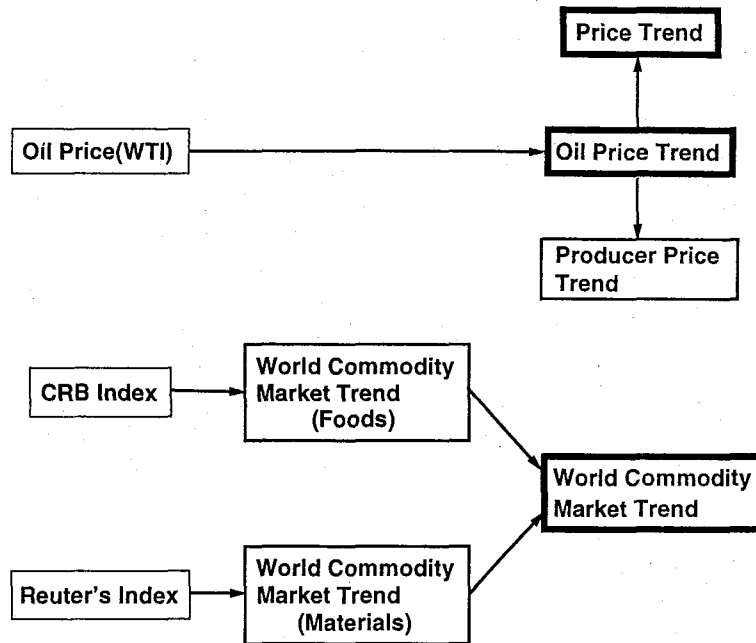 Price Trend
Oil Price(WTI)
Oil Price Trend
Producer Price
Trend
CRB Index
World Commodity
Market Trend
(Foods)
World Commodity
Market Trend
Reuter's Index
World Commodity
Market Trend
(Materials)